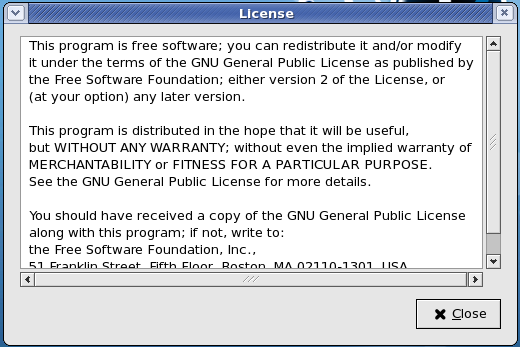 License
This program is free software; you can redistribute it and/or modify
it under the terms of the GNU General Public License as published by
the Free Software Foundation; either version 2 of the License, or
(at your option) any later version.
This program is distributed in the hope that it will be useful,
but WITHOUT ANY WARRANTY; without even the implied warranty of
MERCHANTABILITY or FITNESS FOR A PARTICULAR PURPOSE.
See the GNU General Public License for more details.
You should have received a copy of the GNU General Public License
along with this program; if not, write to:
the Free Software Foundation, Inc.,
51 Franklin Street, Fifth Floor, Boston, MA 02110-1301, USA
Close